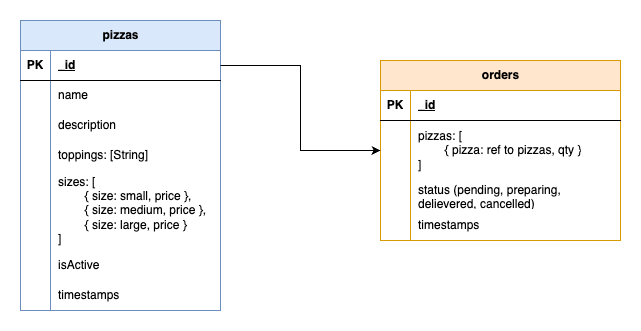 pizzas
PK
_id
name
description
toppings: [String]
sizes: [
{ size: small, price },
{ size: medium, price },
{ size: large, price }
]
isActive
timestamps
orders
PK
_id
pizzas: [
{ pizza: ref to pizzas, qty }
]
status (pending, preparing,
delievered, cancelled)
timestamps